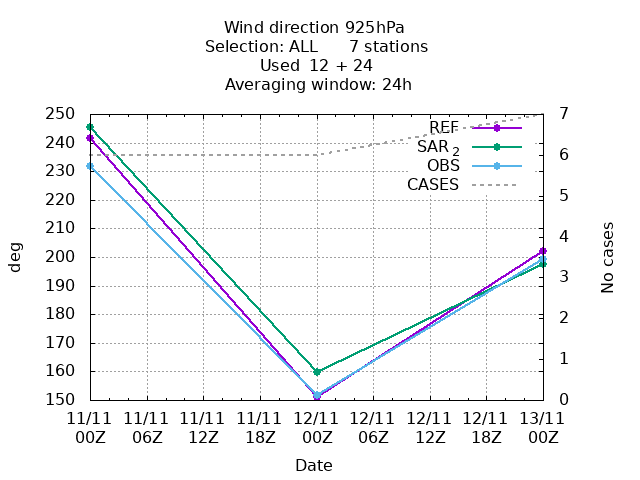 Wind direction 925hPa
Selection: ALL      7 stations
Used  12 + 24
Averaging window: 24h
250
240
230
220
210
200
190
180
170
160
150
deg
7
6
5
4
3
2
1
0
No cases
REF
SAR 2
OBS
CASES
11/11 11/11 11/11 11/11 12/11 12/11 12/11 12/11 13/11
00Z 06Z 12Z 18Z 00Z 06Z 12Z 18Z 00Z
Date